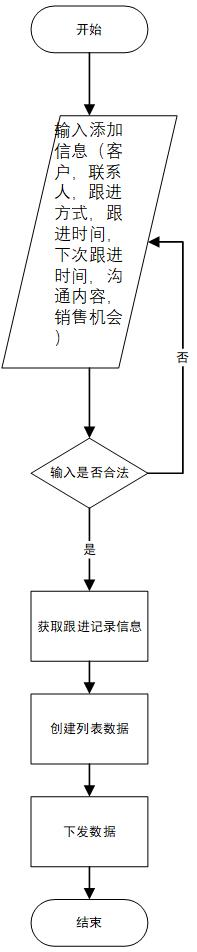 开始
输入添加
信息（客
户，联系
人，跟进
方式，跟
进时间，
下次跟进
时间，沟
通内容，
销售机会
）
否
输入是否合法
是
获取跟进记录信息
创建列表数据
下发数据
结束